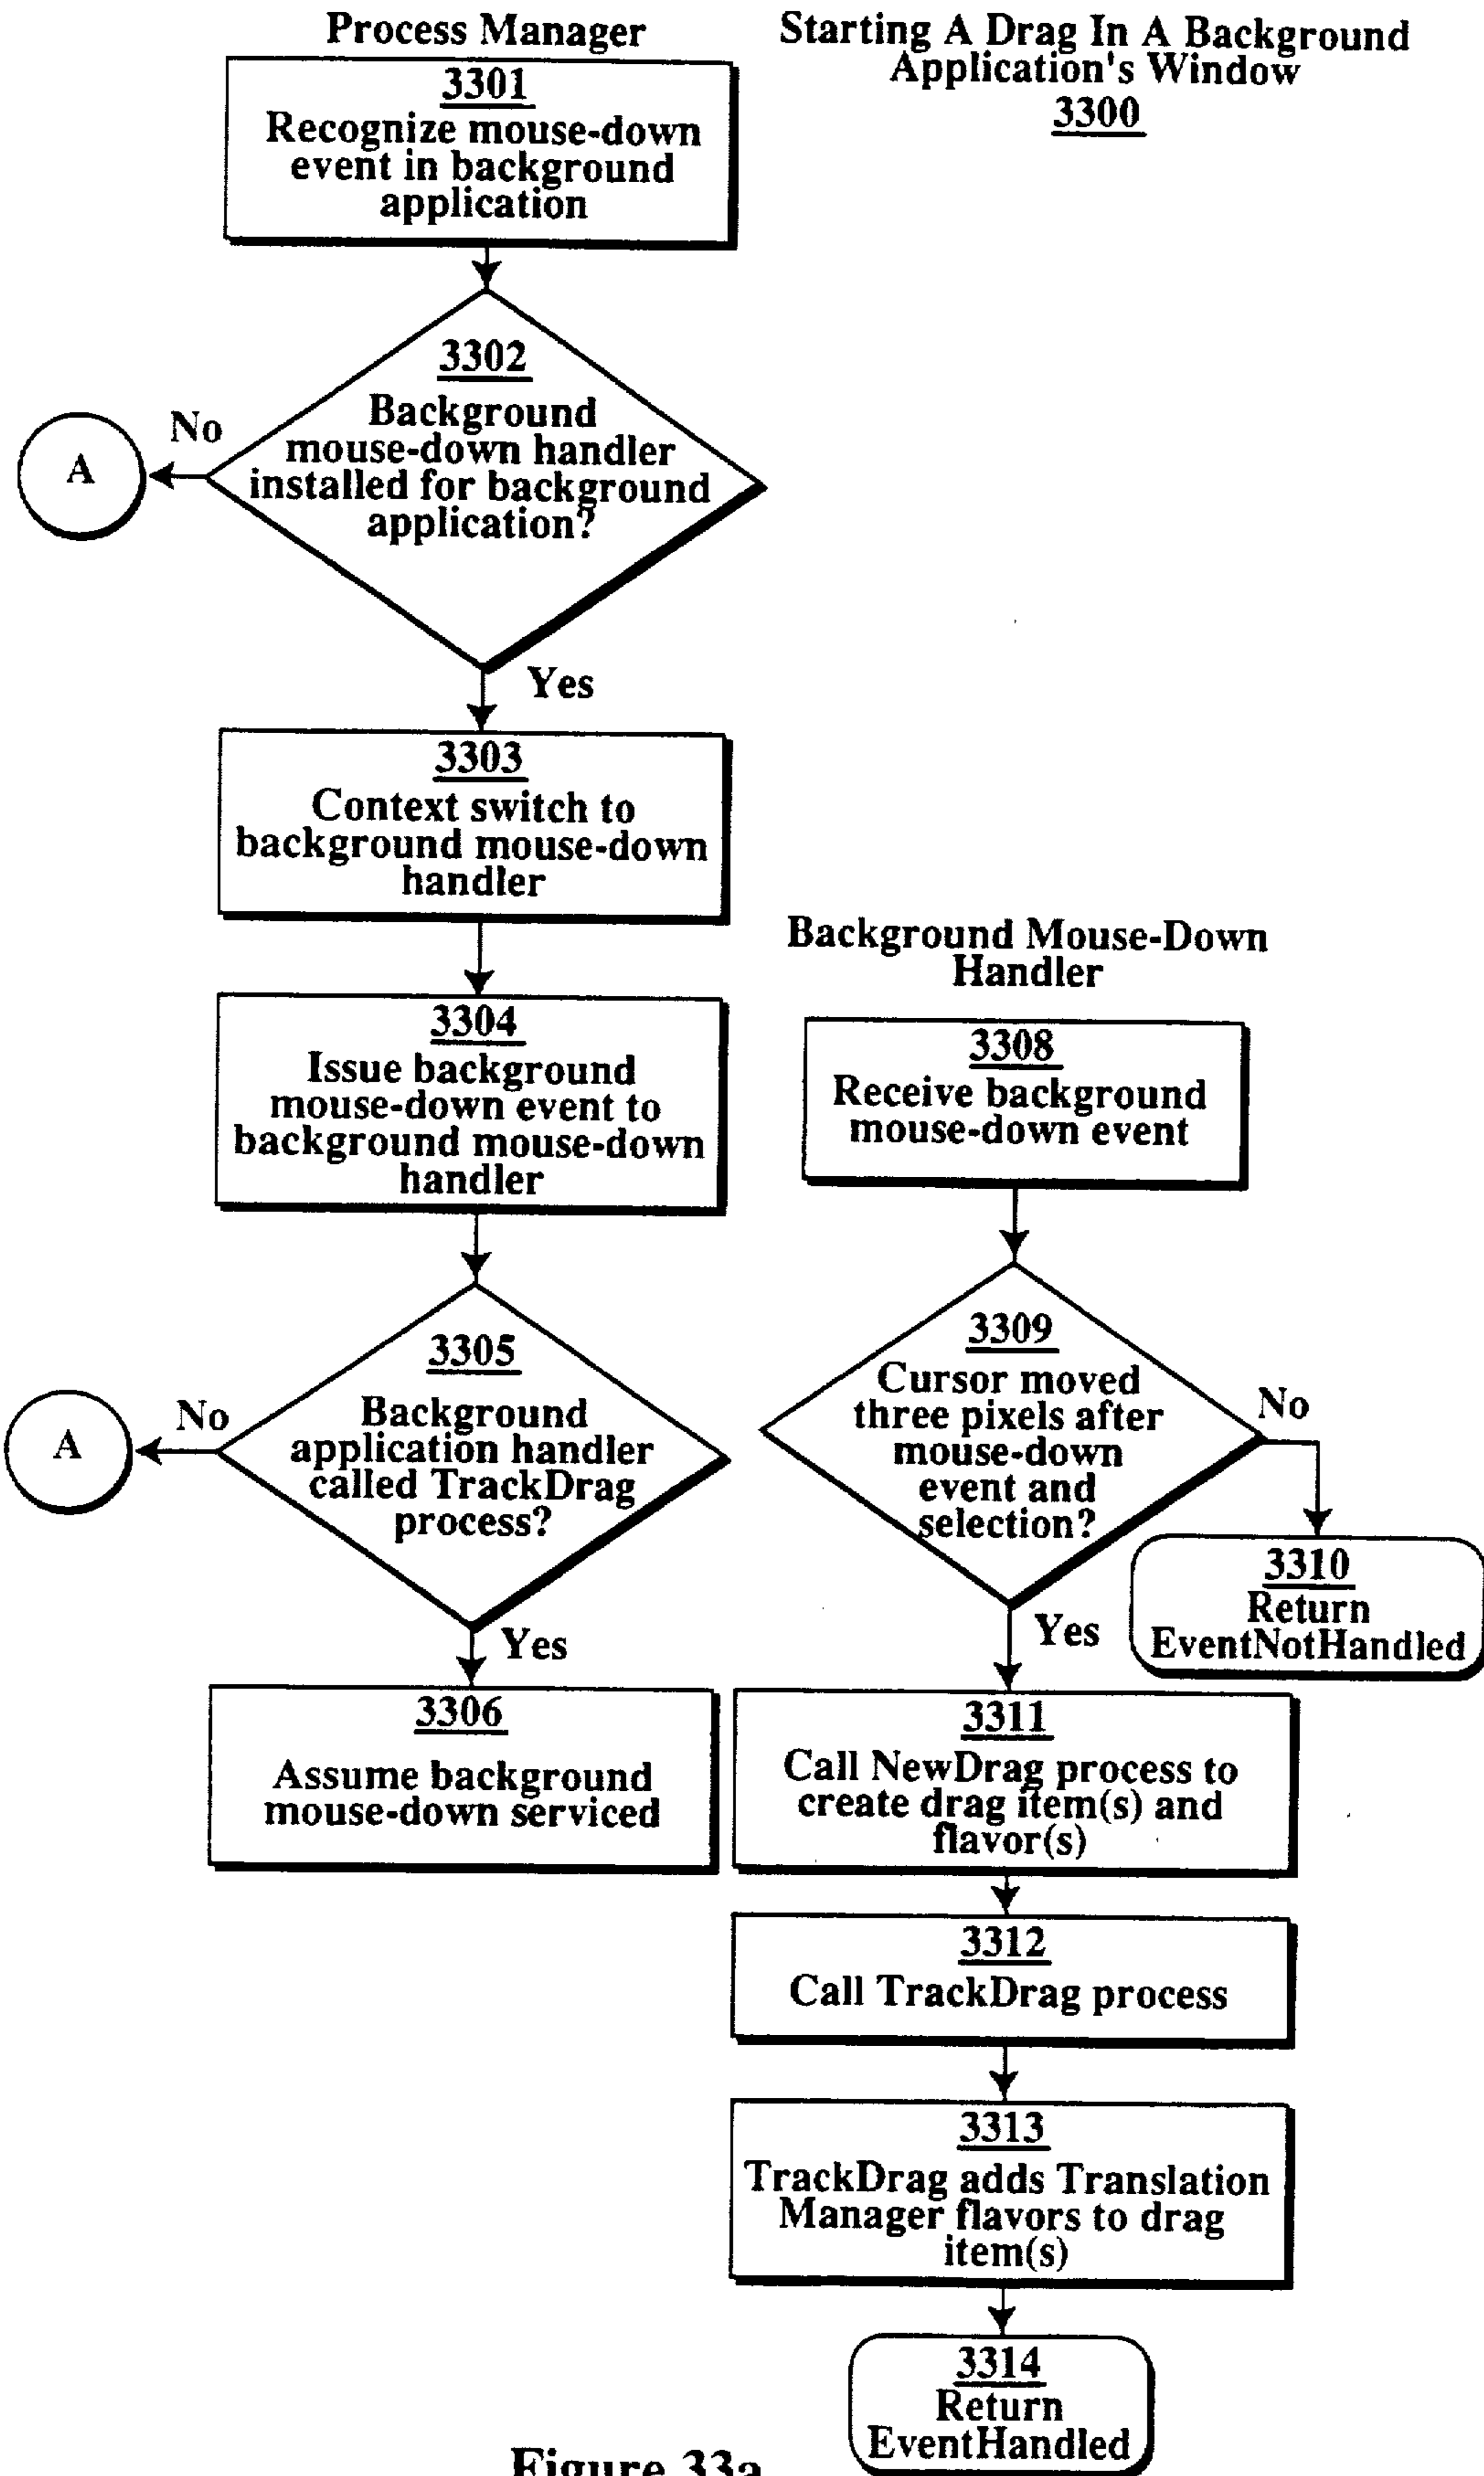 Process Manager
Starting A Drag In A Background
Application's Window
3300
3301
Recognize mouse-down
event in background
application
3302
Background
mouse-down handler
installed for background
application?
No
A
Yes
3303
Context switch to
background mouse-down
handler
3304
Issue background
mouse-down event to
background mouse-down
handler
3305
Background
application handler
called TrackDrag
process?
No
A
Yes
3306
Assume background
mouse-down serviced
Background Mouse-Down
Handler
3308
Receive background
mouse-down event
3309
Cursor moved
three pixels after
mouse-down
event and
selection?
No
3310
Return
EventNotHandled
Yes
3311
Call NewDrag process to
create drag item(s) and
flavor(s)
3312
Call TrackDrag process
3313
TrackDrag adds Translation
Manager flavors to drag
item(s)
3314
Return
EventHandled
Figure 33a